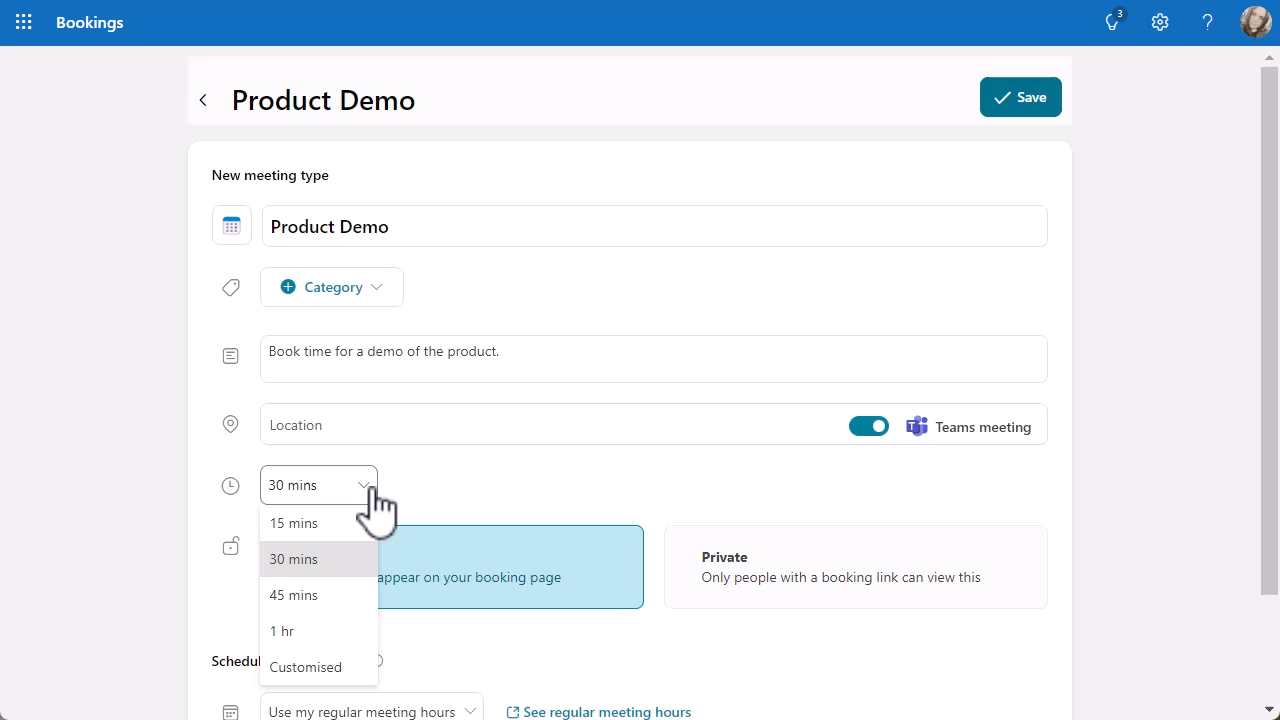 Bookings
3
Product Demo
Save
New meeting type
Product Demo
Category
Book time for a demo of the product.
Location
Teams meeting
30 mins
15 mins
30 mins
45 mins
1 hr
Customised
appear on your booking page
Private
Only people with a booking link can view this
Use my regular meeting hours
See regular meeting hours